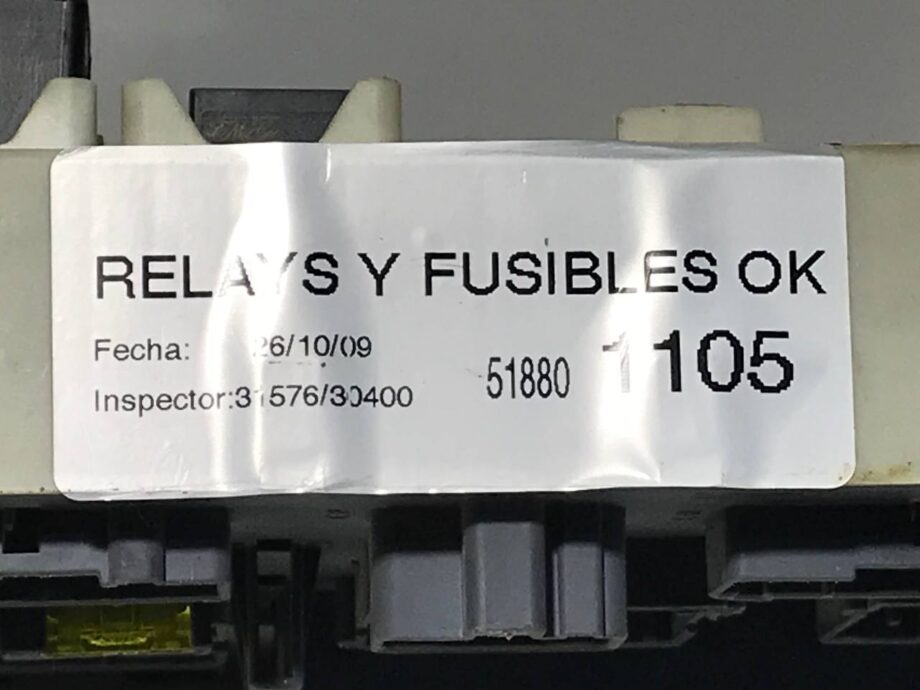 RELAYS Y FUSIBLES OK
Fecha: 26/10/09
51880 1105
Inspector:31576/30400